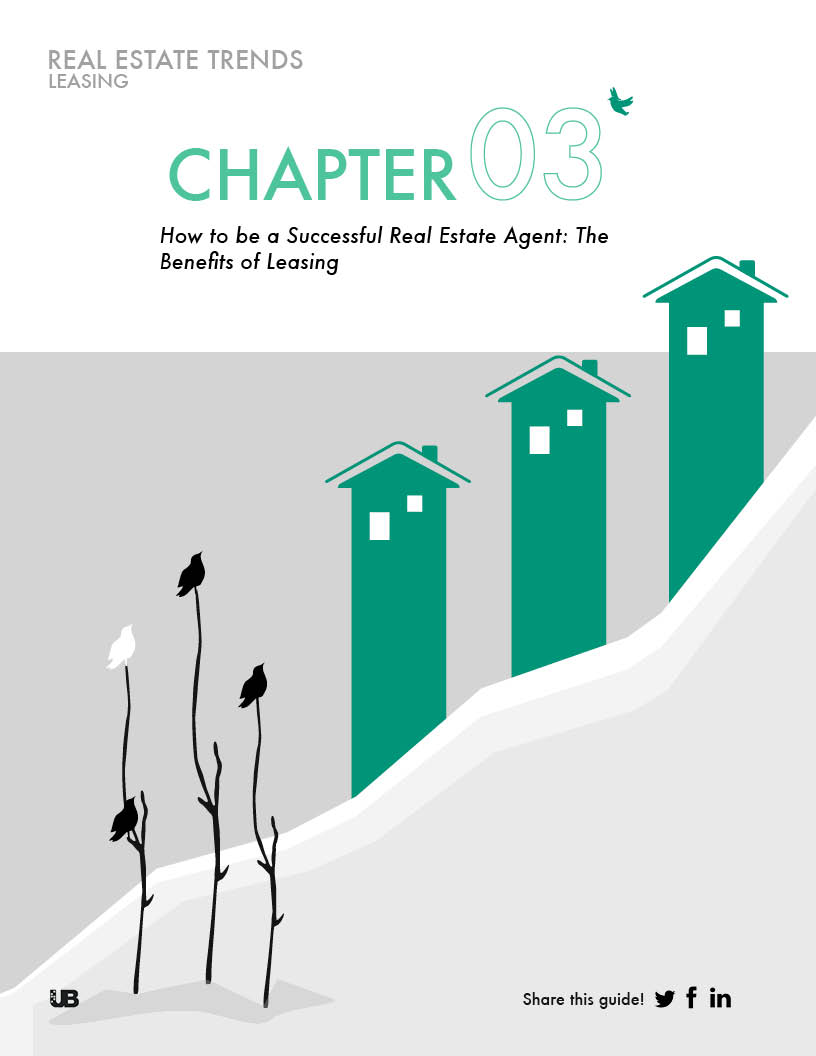 REAL ESTATE TRENDS
LEASING
CHAPTER 03
How to be a Successful Real Estate Agent: The
Benefits of Leasing
UB
Share this guide!